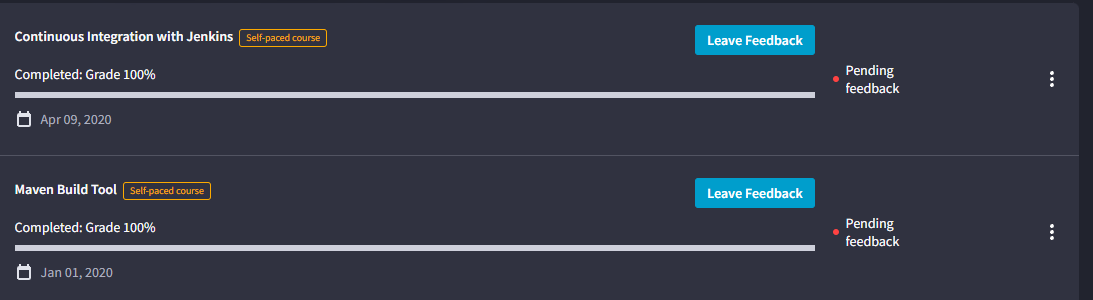 Continuous Integration with Jenkins Self-paced course
Leave Feedback
Completed: Grade 100%
Pending
feedback
Apr 09, 2020
Maven Build Tool Self-paced course
Leave Feedback
Completed: Grade 100%
Pending
feedback
Jan 01, 2020